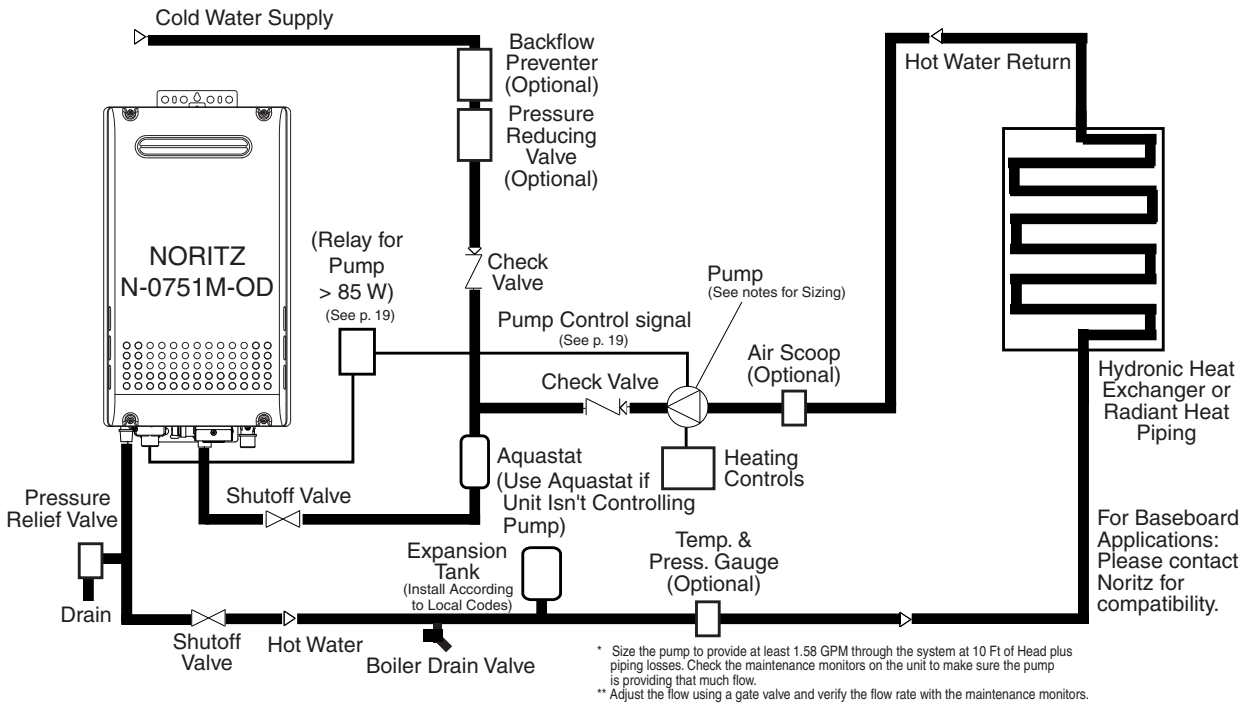 Cold Water Supply
Backflow
Preventer
(Optional)
Pressure
Reducing
Valve
(Optional)
Hot Water Return
NORITZ
N-0751M-OD
(Relay for
Pump
> 85 W)
(See p. 19)
Check
Valve
Pump
(See notes for Sizing)
Pump Control signal
(See p. 19)
Check Valve
Air Scoop
(Optional)
Hydronic Heat
Exchanger or
Radiant Heat
Piping
Aquastat
(Use Aquastat if
Unit Isn't Controlling
Pump)
Heating
Controls
Shutoff Valve
Pressure
Relief Valve
Drain
Expansion
Tank
(Install According
to Local Codes)
Temp. &
Press. Gauge
(Optional)
For Baseboard
Applications:
Please contact
Noritz for
compatibility.
Shutoff
Valve
Hot Water
Boiler Drain Valve
* Size the pump to provide at least 1.58 GPM through the system at 10 Ft of Head plus
piping losses. Check the maintenance monitors on the unit to make sure the pump
is providing that much flow.
** Adjust the flow using a gate valve and verify the flow rate with the maintenance monitors.